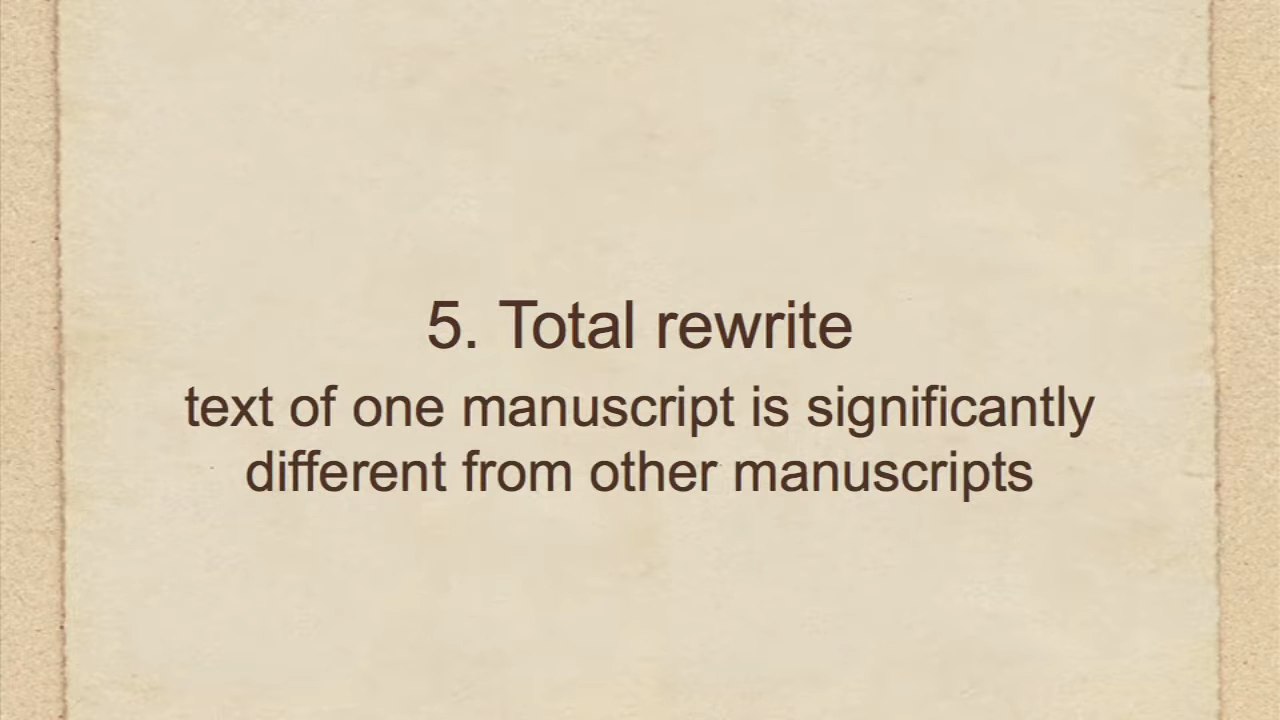 5. Total rewrite
text of one manuscript is significantly
different from other manuscripts